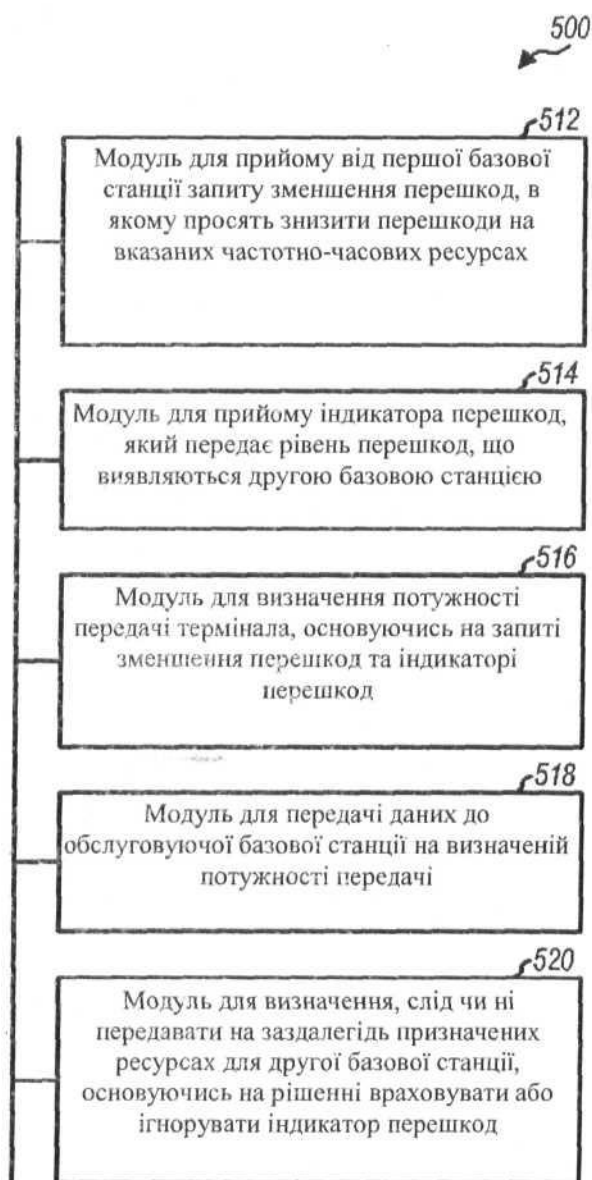 500
512
Модуль для прийому від першої базової
станції запиту зменшення перешкод, в
якому просять знизити перешкоди на
вказаних частотно-часових ресурсах
514
Модуль для прийому індикатора перешкод,
який передає рівень перешкод, що
виявляються другою базовою станцією
516
Модуль для визначення потужності
передачі термінала, основуючись на запиті
зменшення перешкод та індикаторі
перешкод
518
Модуль для передачі даних до
обслуговуючої базової станції на визначеній
потужності передачі
520
Модуль для визначення, слід чи ні
передавати на заздалегідь призначених
ресурсах для другої базової станції,
основуючись на рішенні враховувати або
ігнорувати індикатор перешкод